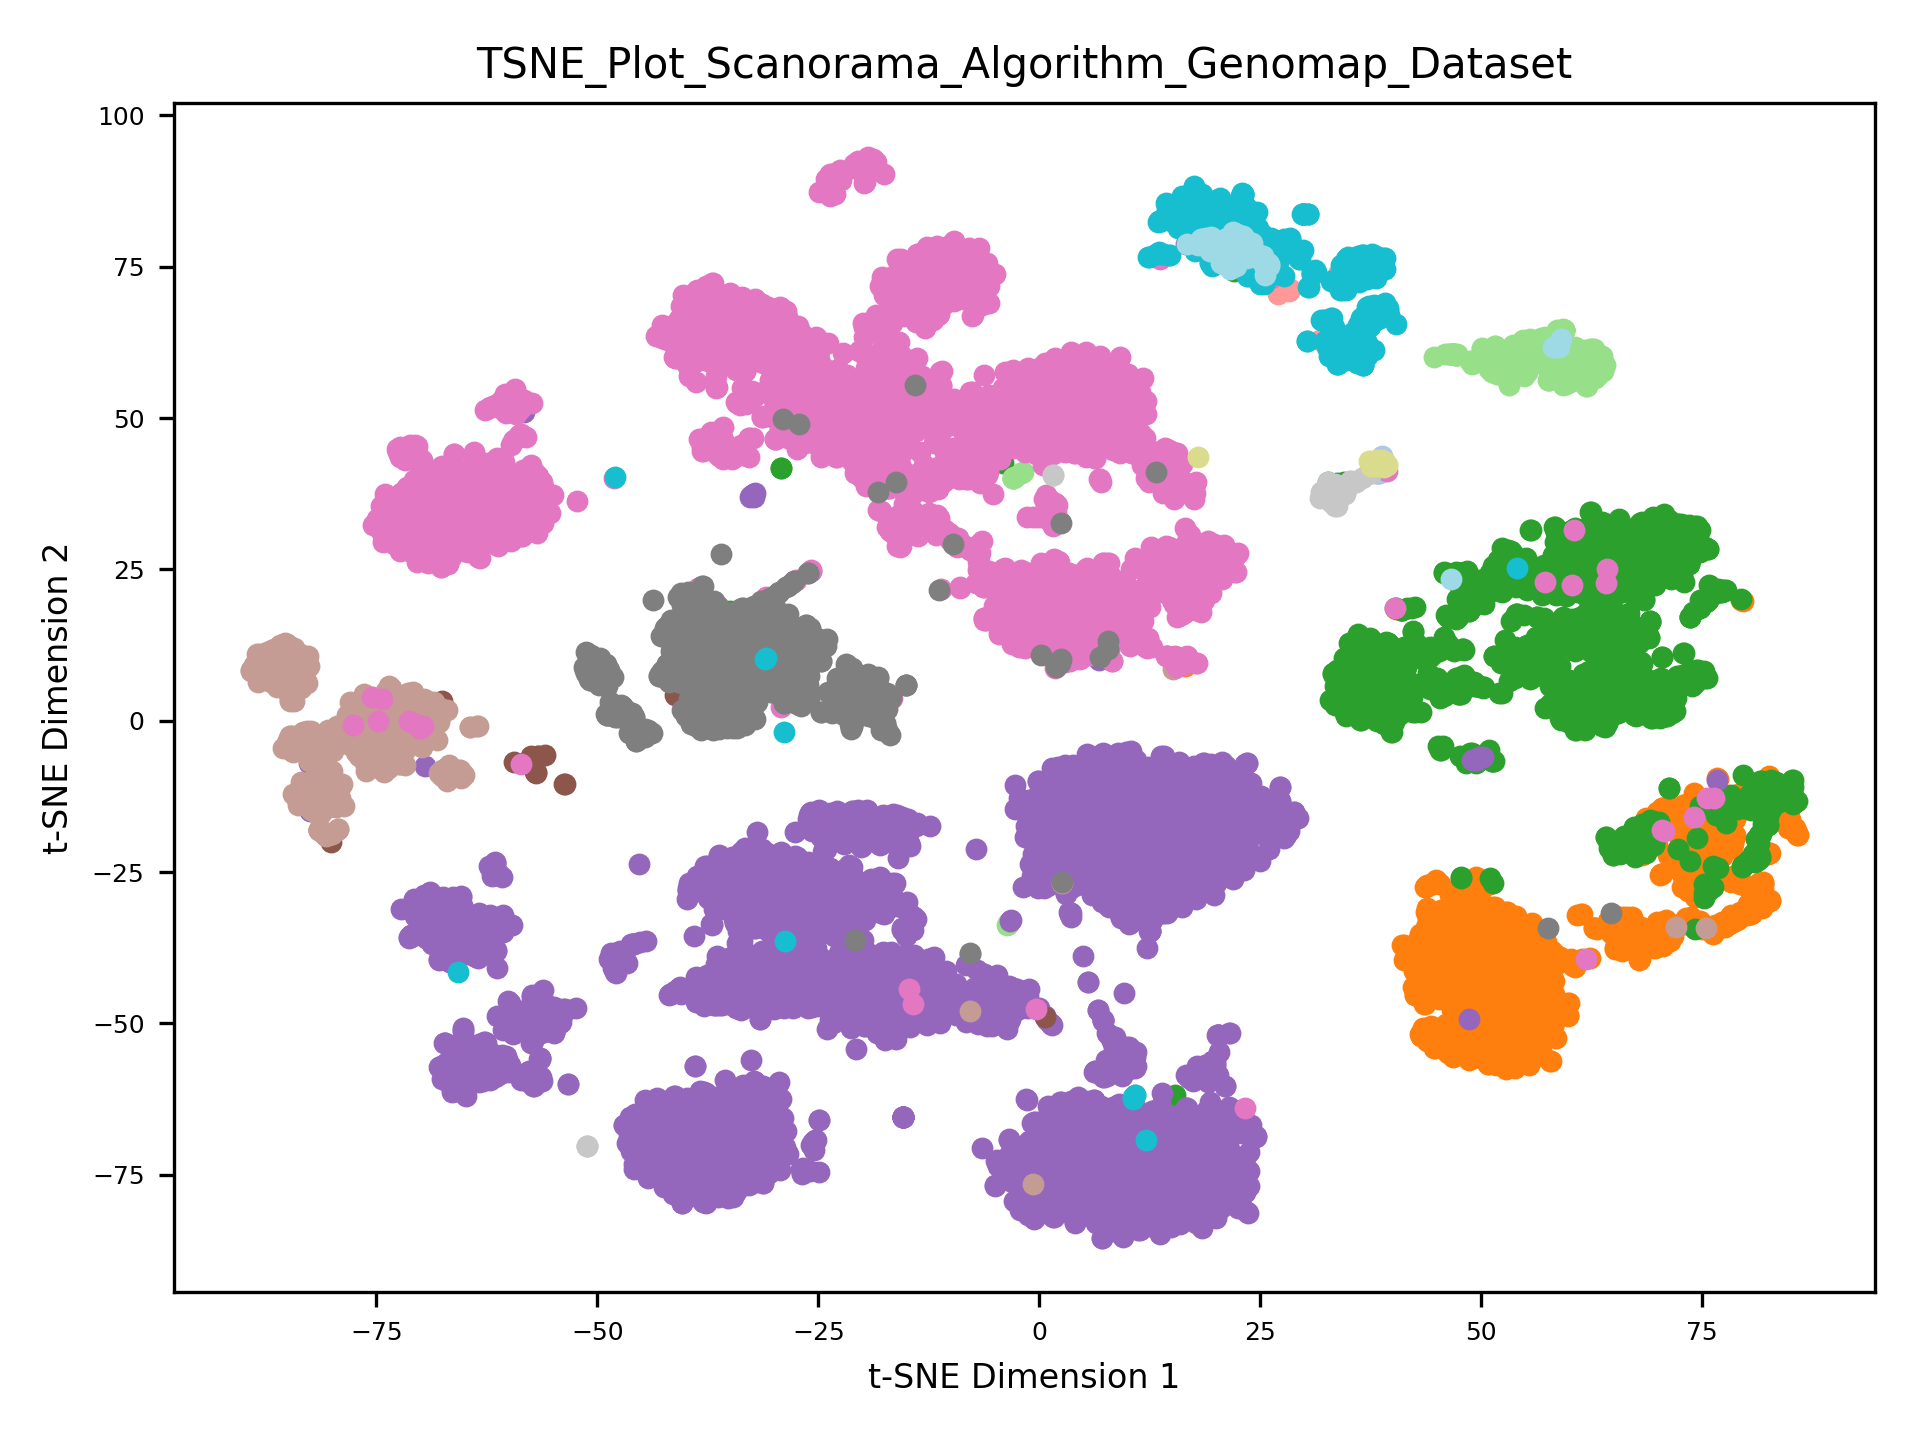 TSNE_Plot_Scanorama_Algorithm_Genomap_Dataset
100
75
50
25
0
−25
−50
−75
t-SNE Dimension 2
−75 −50 −25 0 25 50 75
t-SNE Dimension 1